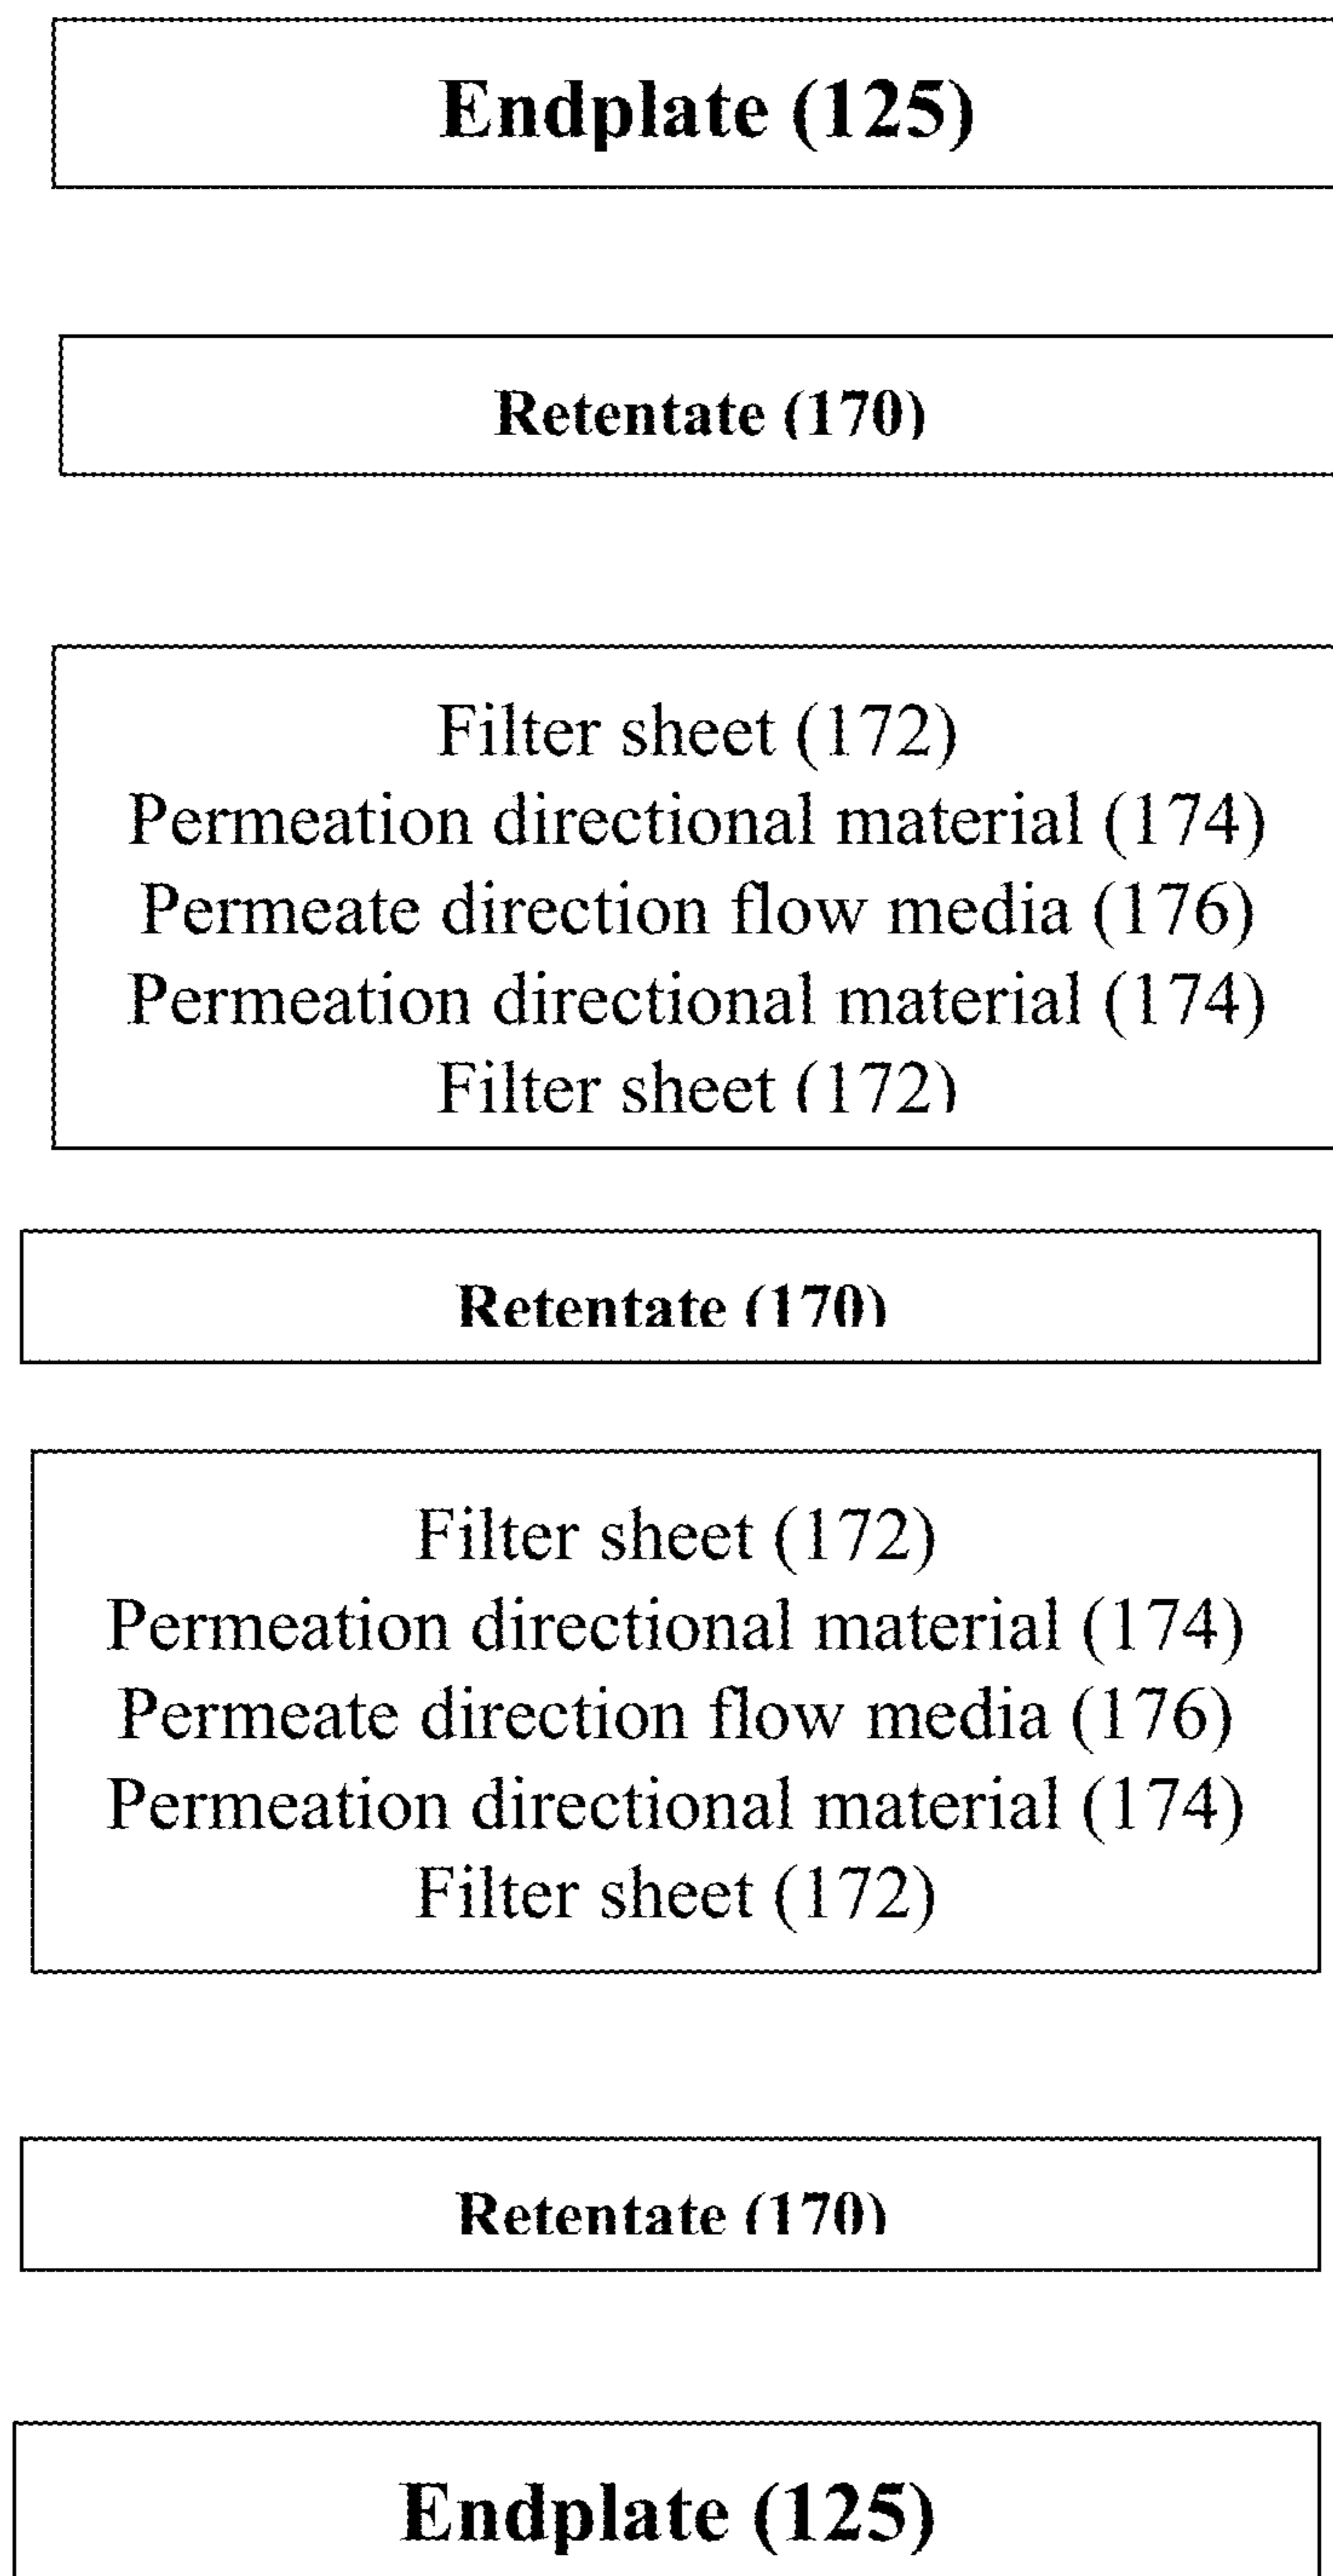 Endplate (125)
Retentate (170)
Filter sheet (172)
Permeation directional material (174)
Permeate direction flow media (176)
Permeation directional material (174)
Filter sheet (172)
Retentate (170)
Filter sheet (172)
Permeation directional material (174)
Permeate direction flow media (176)
Permeation directional material (174)
Filter sheet (172)
Retentate (170)
Endplate (125)